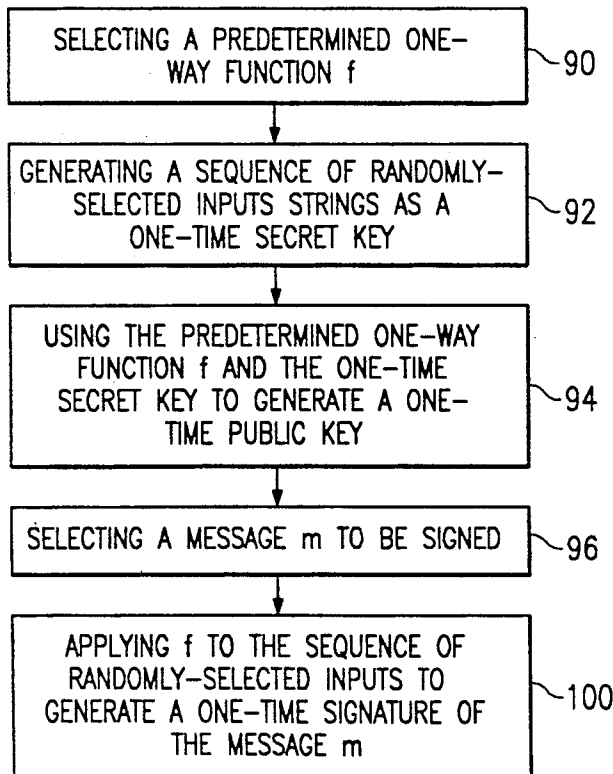 SELECTING A PREDETERMINED ONE-
WAY FUNCTION f
90
GENERATING A SEQUENCE OF RANDOMLY-
SELECTED INPUTS STRINGS AS A
ONE-TIME SECRET KEY
92
USING THE PREDETERMINED ONE-WAY
FUNCTION f AND THE ONE-TIME
SECRET KEY TO GENERATE A ONE-
TIME PUBLIC KEY
94
SELECTING A MESSAGE m TO BE SIGNED
96
APPLYING f TO THE SEQUENCE OF
RANDOMLY-SELECTED INPUTS TO
GENERATE A ONE-TIME SIGNATURE OF
THE MESSAGE m
100